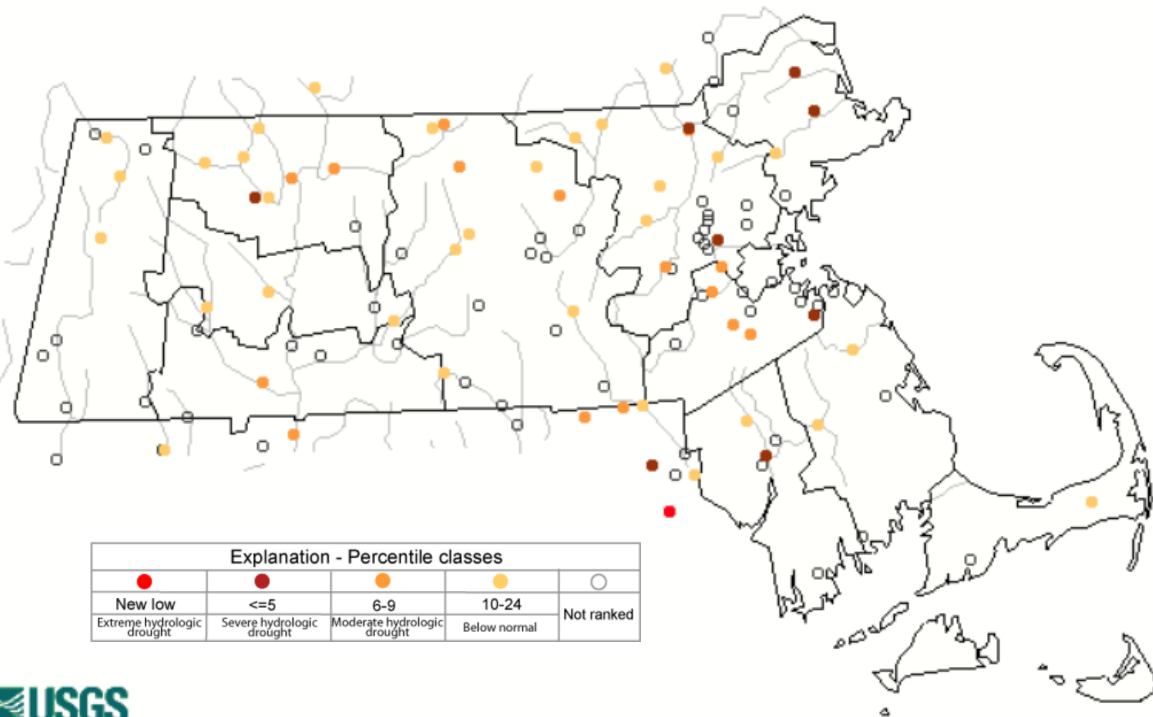 Explanation - Percentile classes
New low <=5 6-9 10-24 Not ranked
Extreme hydrologic drought Severe hydrologic drought Moderate hydrologic drought Below normal
USGS